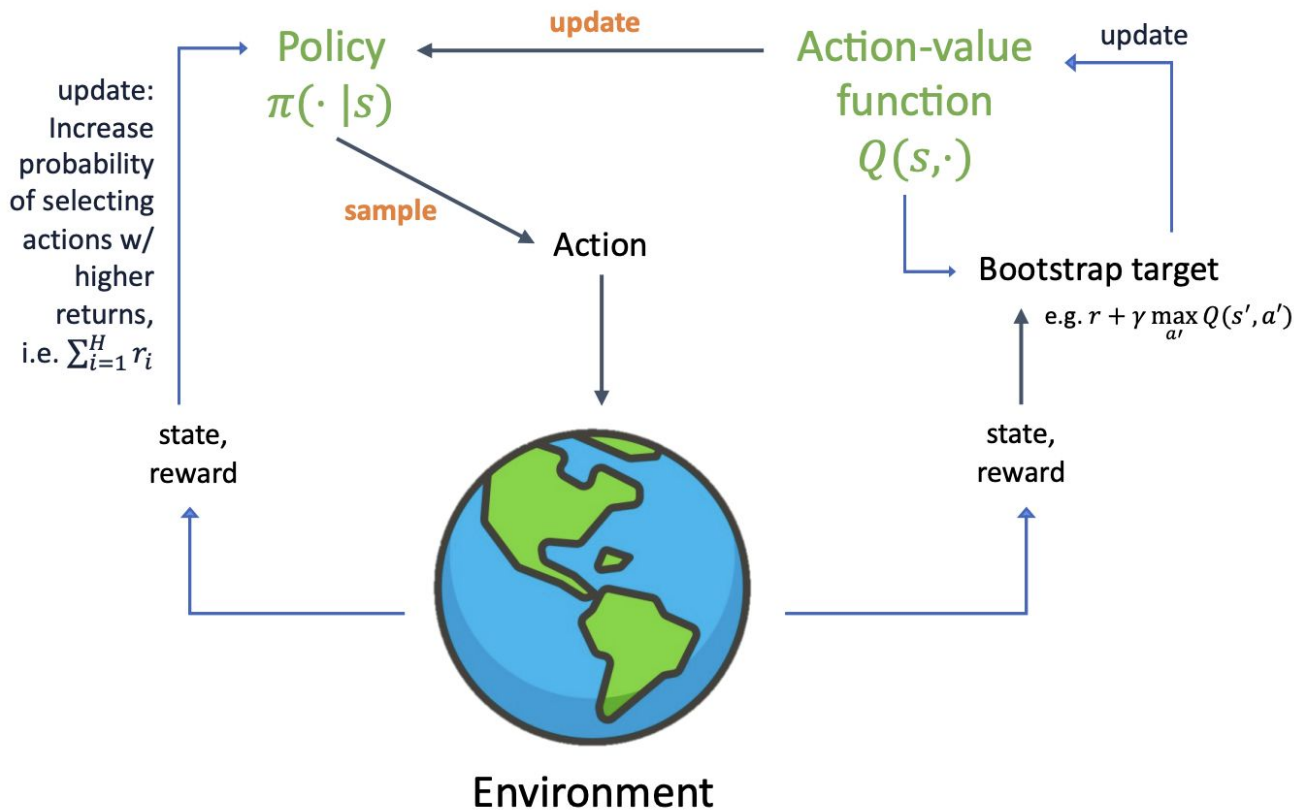 update
Policy
π(· |s)
Action-value
function
Q(s,·)
update
update:
Increase
probability
of selecting
actions w/
higher
returns,
i.e. ∑_{i=1}^{H} r_i
sample
Action
Bootstrap target
e.g. r + γ max_{a′} Q(s′, a′)
state,
reward
state,
reward
Environment